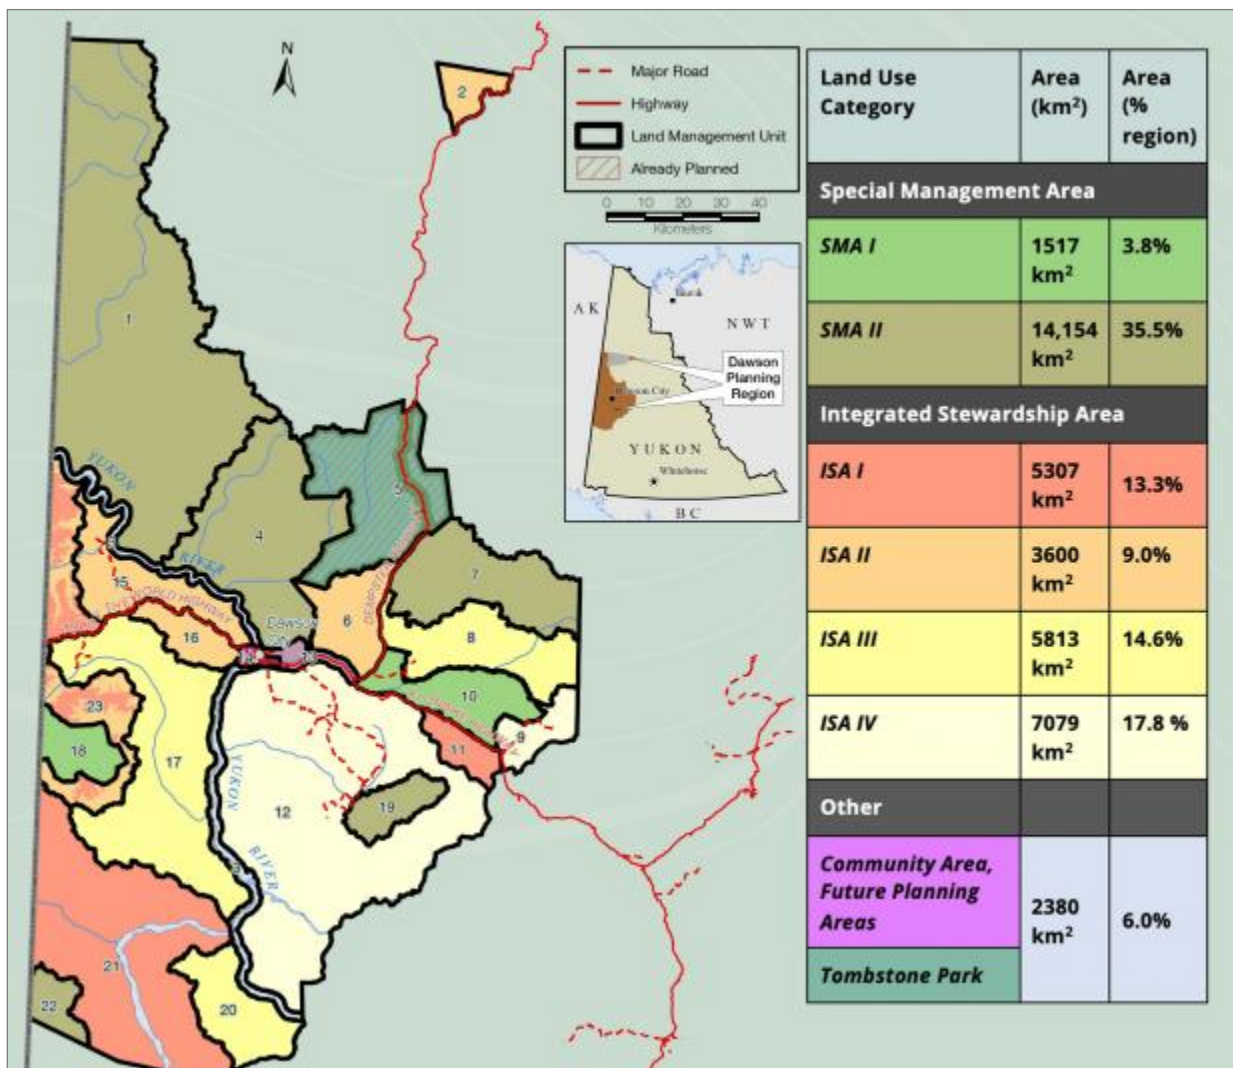 N
Major Road
Highway
Land Management Unit
Already Planned
0 10 20 30 40
Kilometers
AK
NWT
Dawson
Planning
Region
YUKON
Whitehorse
BC
Land Use
Category
Area
(km²)
Area
(%
region)
Special Management Area
SMA I
1517
km²
3.8%
SMA II
14,154
km²
35.5%
Integrated Stewardship Area
ISA I
5307
km²
13.3%
ISA II
3600
km²
9.0%
ISA III
5813
km²
14.6%
ISA IV
7079
km²
17.8 %
Other
Community Area,
Future Planning
Areas
2380
km²
6.0%
Tombstone Park
2
1
YUKON
RIVER
4
5
7
15
THE WORLD HIGHWAY
16
Dawson
6
8
10
9
11
23
18
17
YUKON
RIVER
12
19
21
22
20